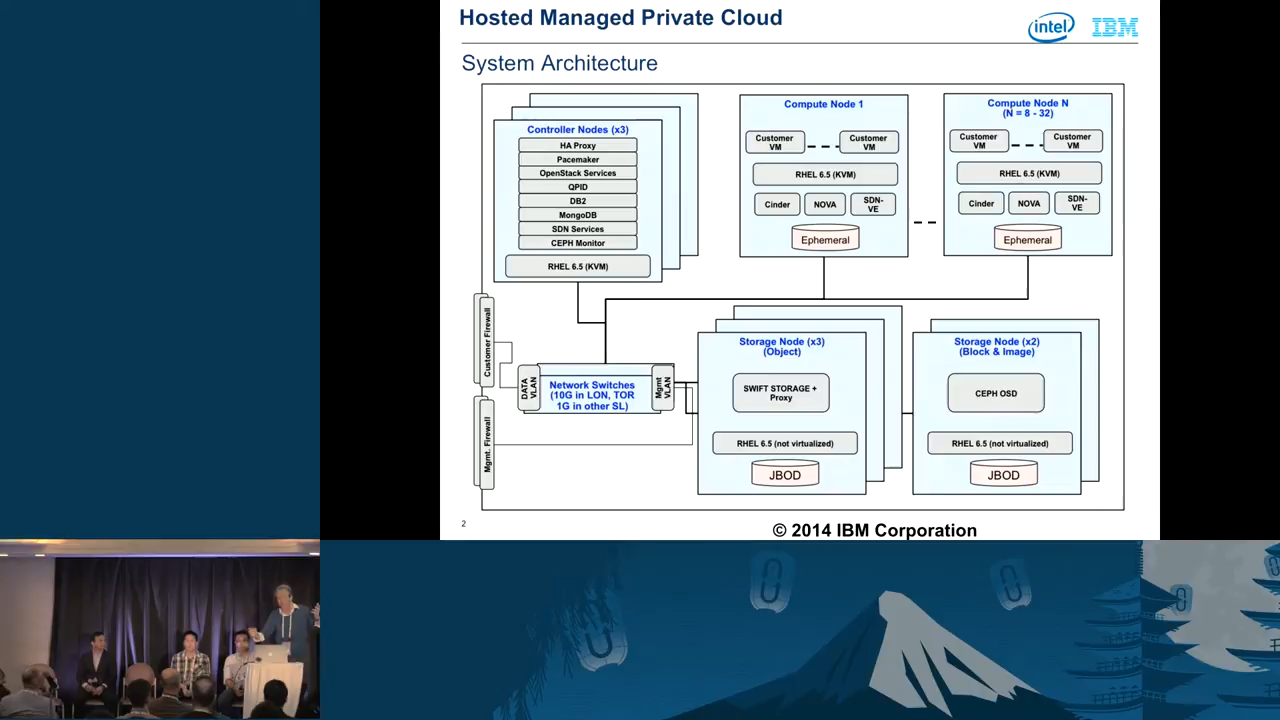 Hosted Managed Private Cloud
intel
IBM
System Architecture
Controller Nodes (x3)
HA Proxy
Pacemaker
OpenStack Services
QPID
DB2
MongoDB
SDN Services
CEPH Monitor
RHEL 6.5 (KVM)
Compute Node 1
Customer
VM
Customer
VM
RHEL 6.5 (KVM)
Cinder
NOVA
SDN-
VE
Ephemeral
Compute Node N
(N = 8 - 32)
Customer
VM
Customer
VM
RHEL 6.5 (KVM)
Cinder
NOVA
SDN-
VE
Ephemeral
Customer Firewall
Mgmt. Firewall
DATA
VLAN
Network Switches
(10G in LON, TOR
1G in other SL)
Mgmt
VLAN
Storage Node (x3)
(Object)
SWIFT STORAGE +
Proxy
RHEL 6.5 (not virtualized)
JBOD
Storage Node (x2)
(Block & Image)
CEPH OSD
RHEL 6.5 (not virtualized)
JBOD
2
© 2014 IBM Corporation